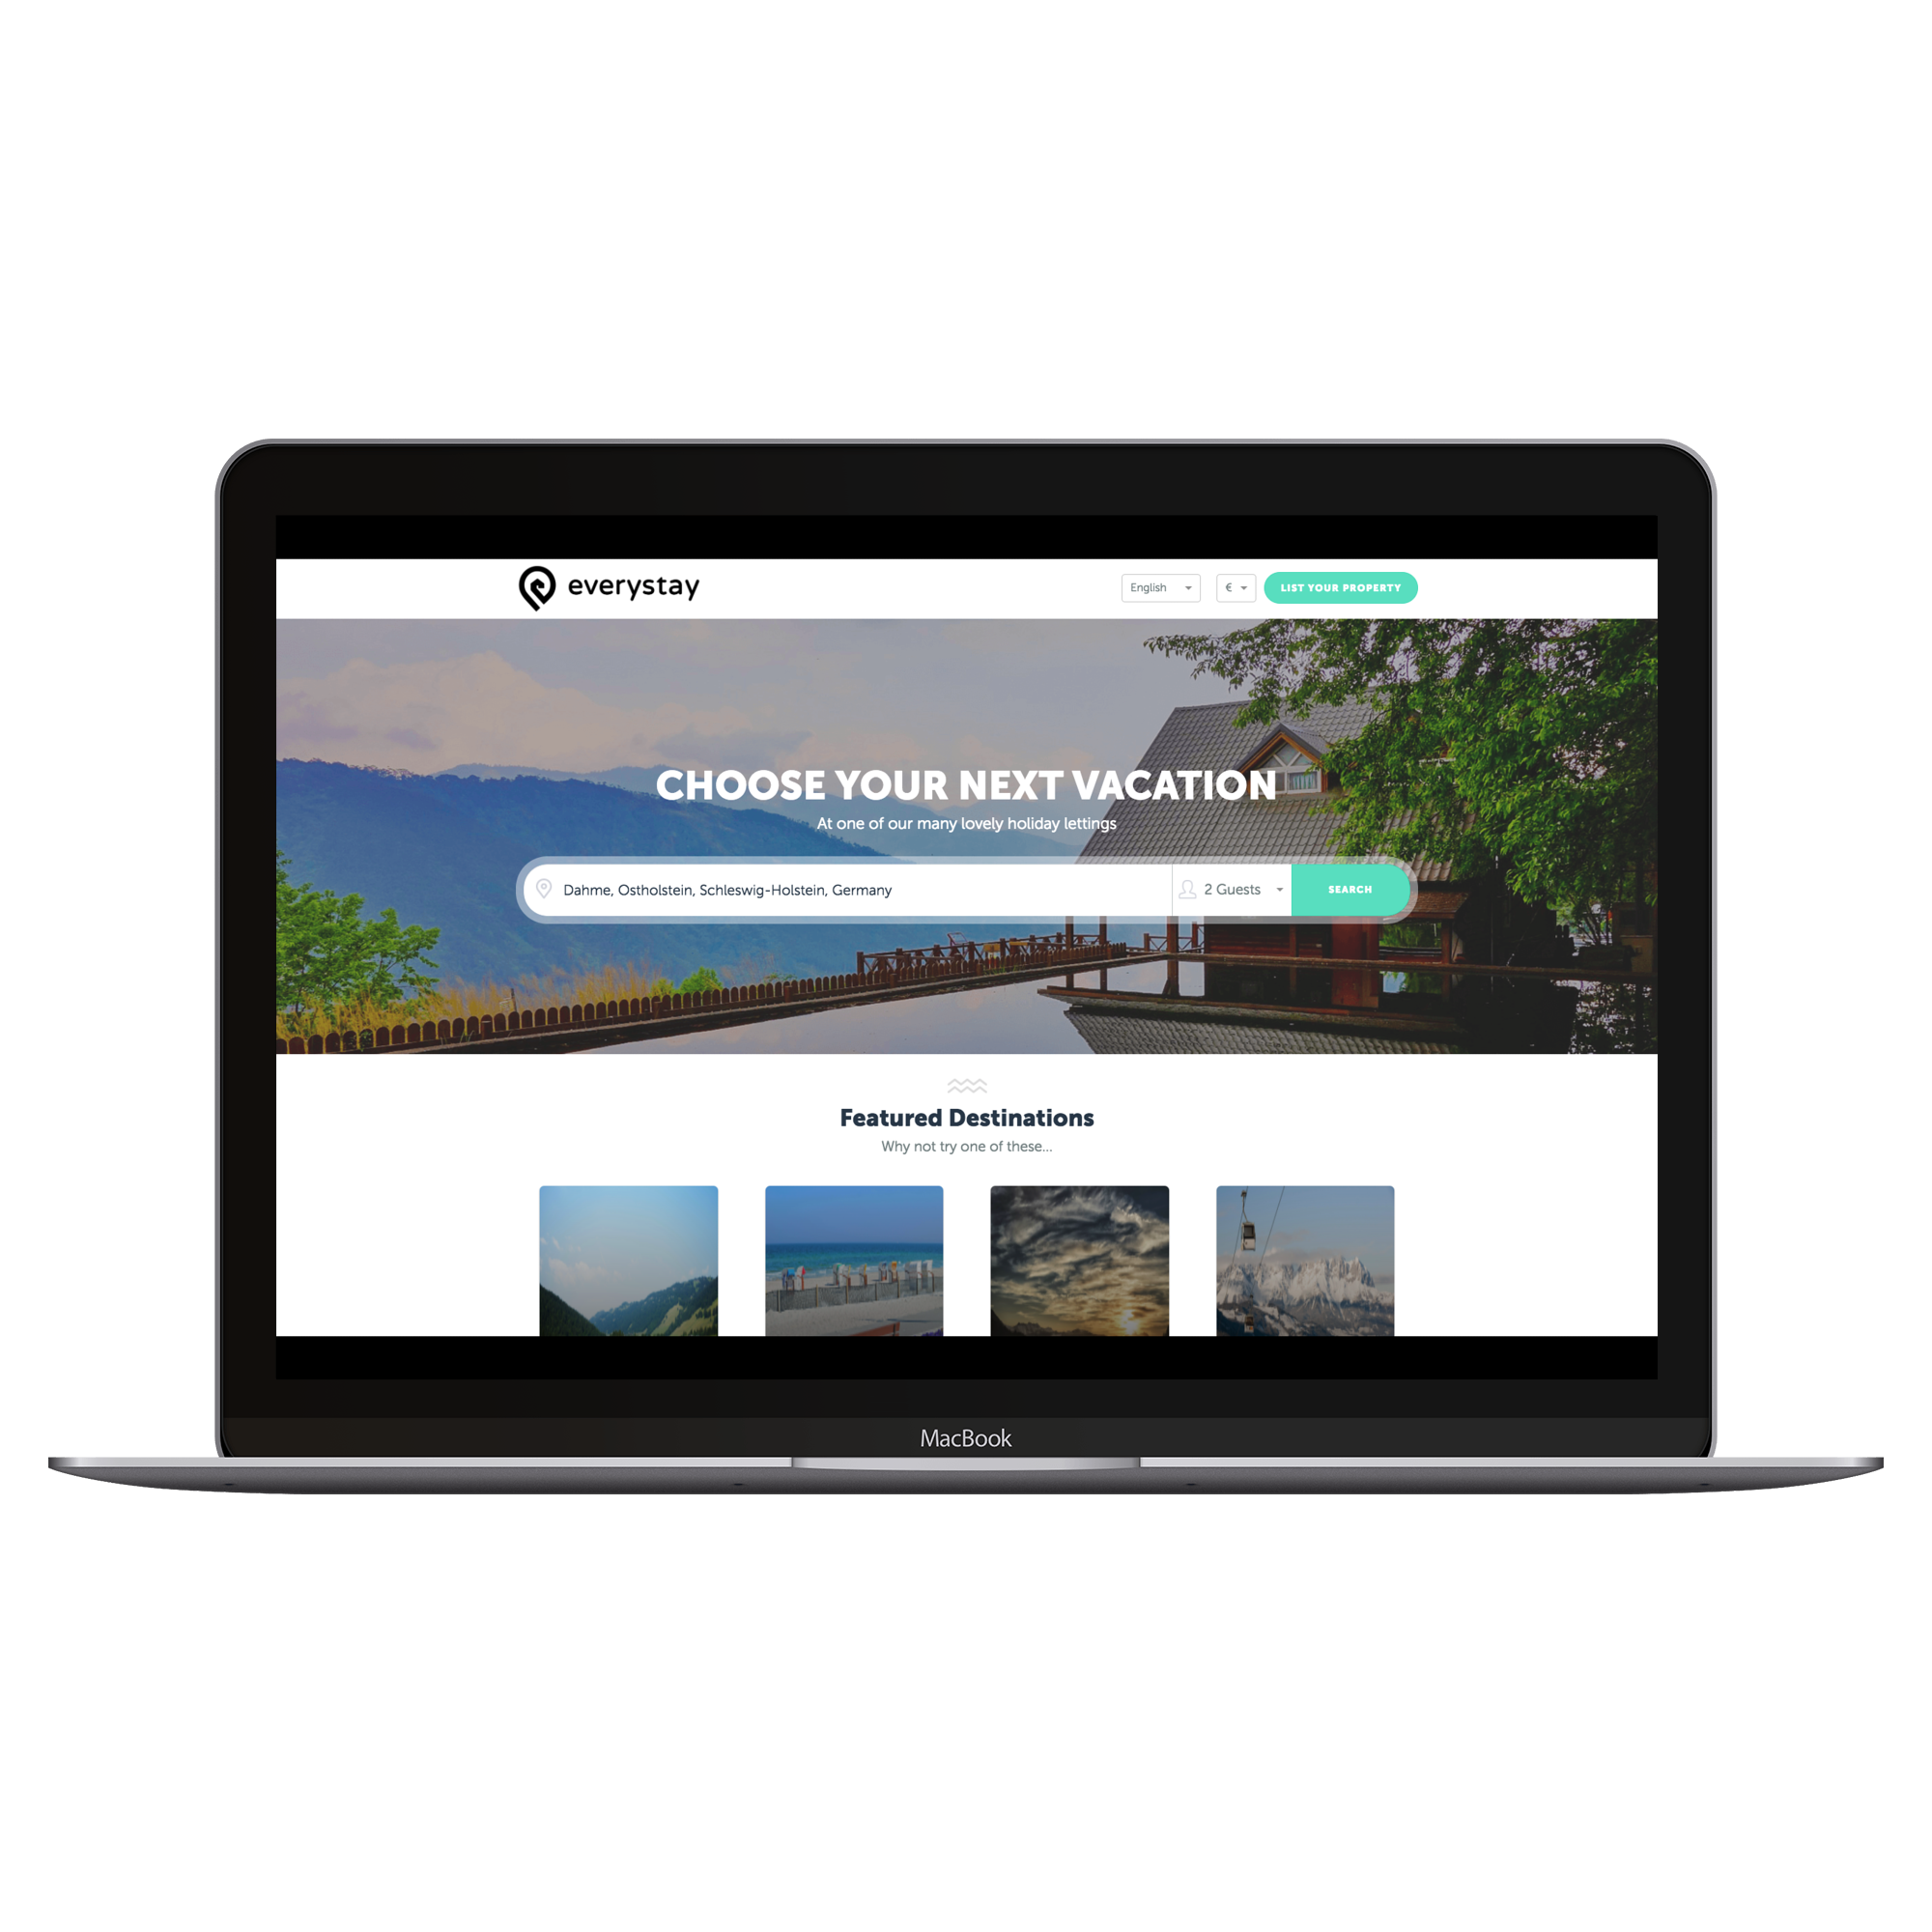 everystay
English
€
LIST YOUR PROPERTY
CHOOSE YOUR NEXT VACATION
At one of our many lovely holiday lettings
Dahme, Ostholstein, Schleswig-Holstein, Germany
2 Guests
SEARCH
Featured Destinations
Why not try one of these...
MacBook